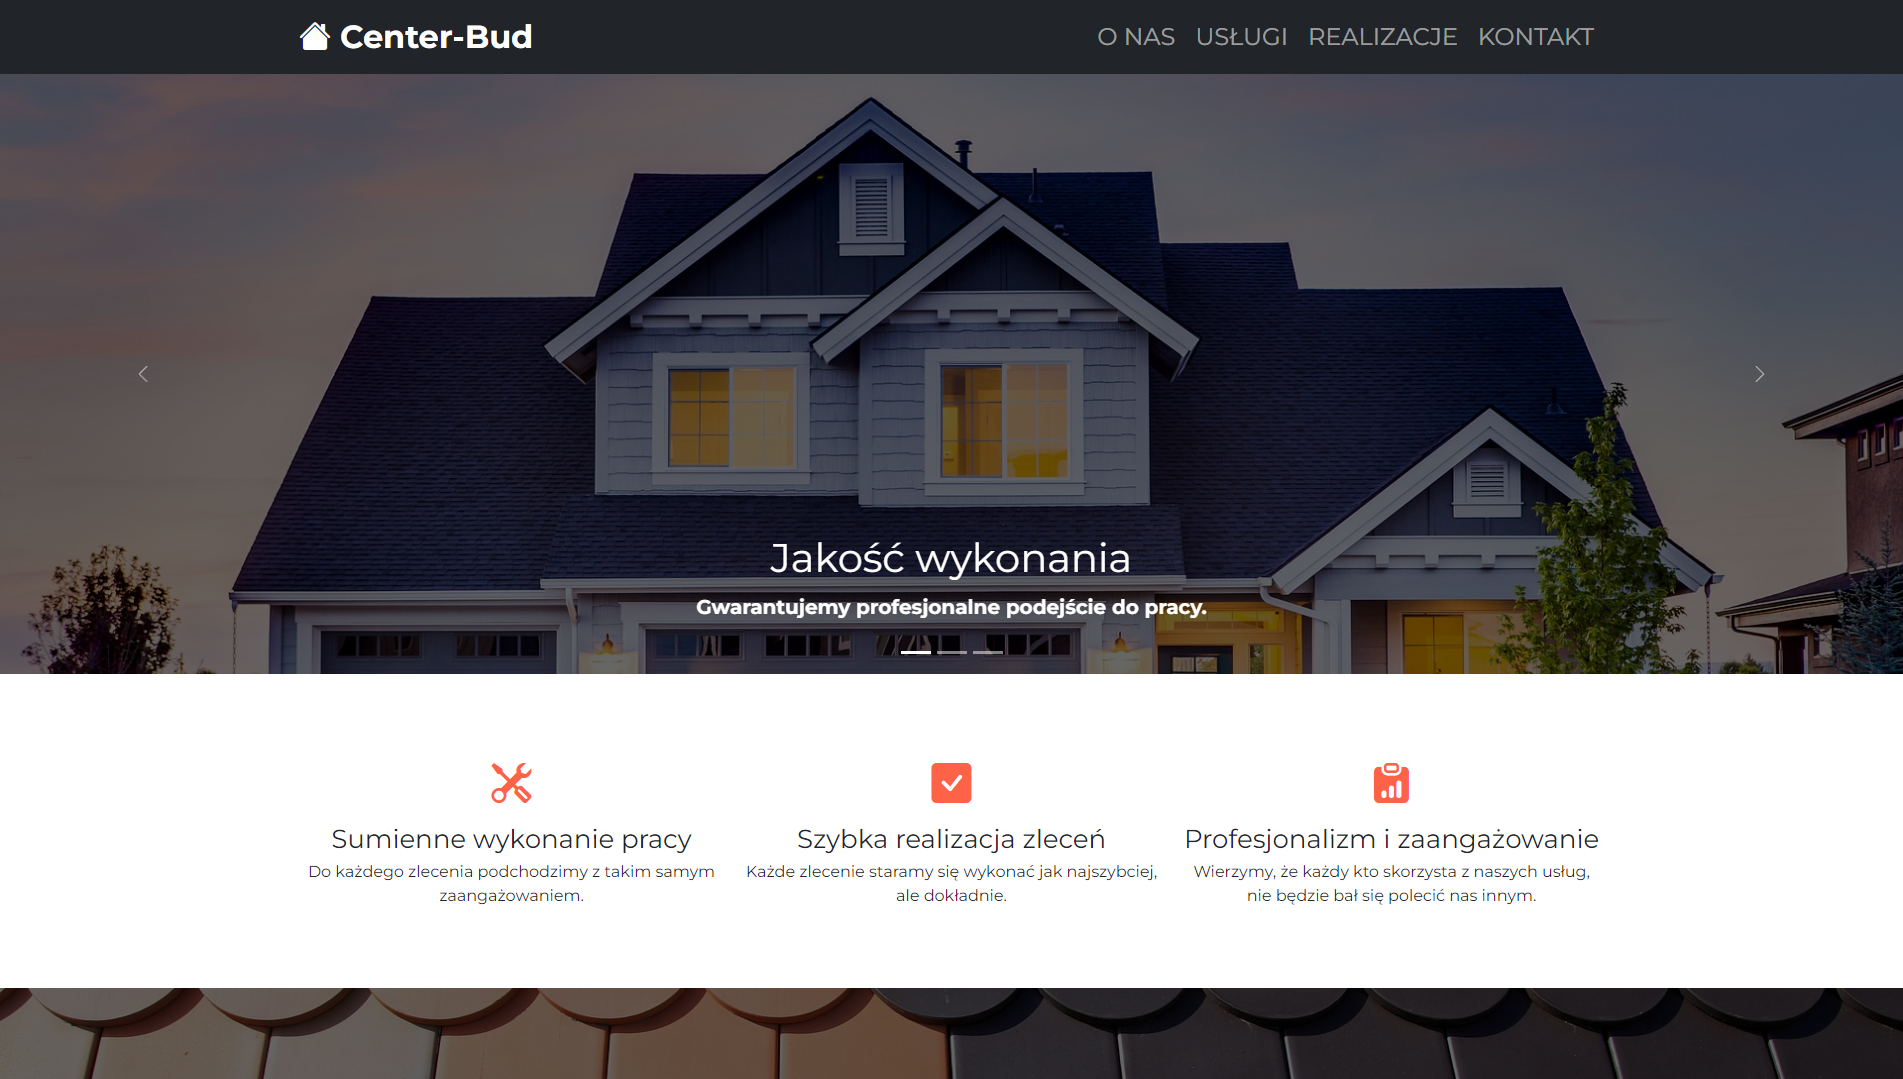 Center-Bud
O NAS USŁUGI REALIZACJE KONTAKT
Jakość wykonania
Gwarantujemy profesjonalne podejście do pracy.
Sumienne wykonanie pracy
Do każdego zlecenia podchodzimy z takim samym
zaangażowaniem.
Szybka realizacja zleceń
Każde zlecenie staramy się wykonać jak najszybciej,
ale dokładnie.
Profesjonalizm i zaangażowanie
Wierzymy, że każdy kto skorzysta z naszych usług,
nie będzie bał się polecić nas innym.